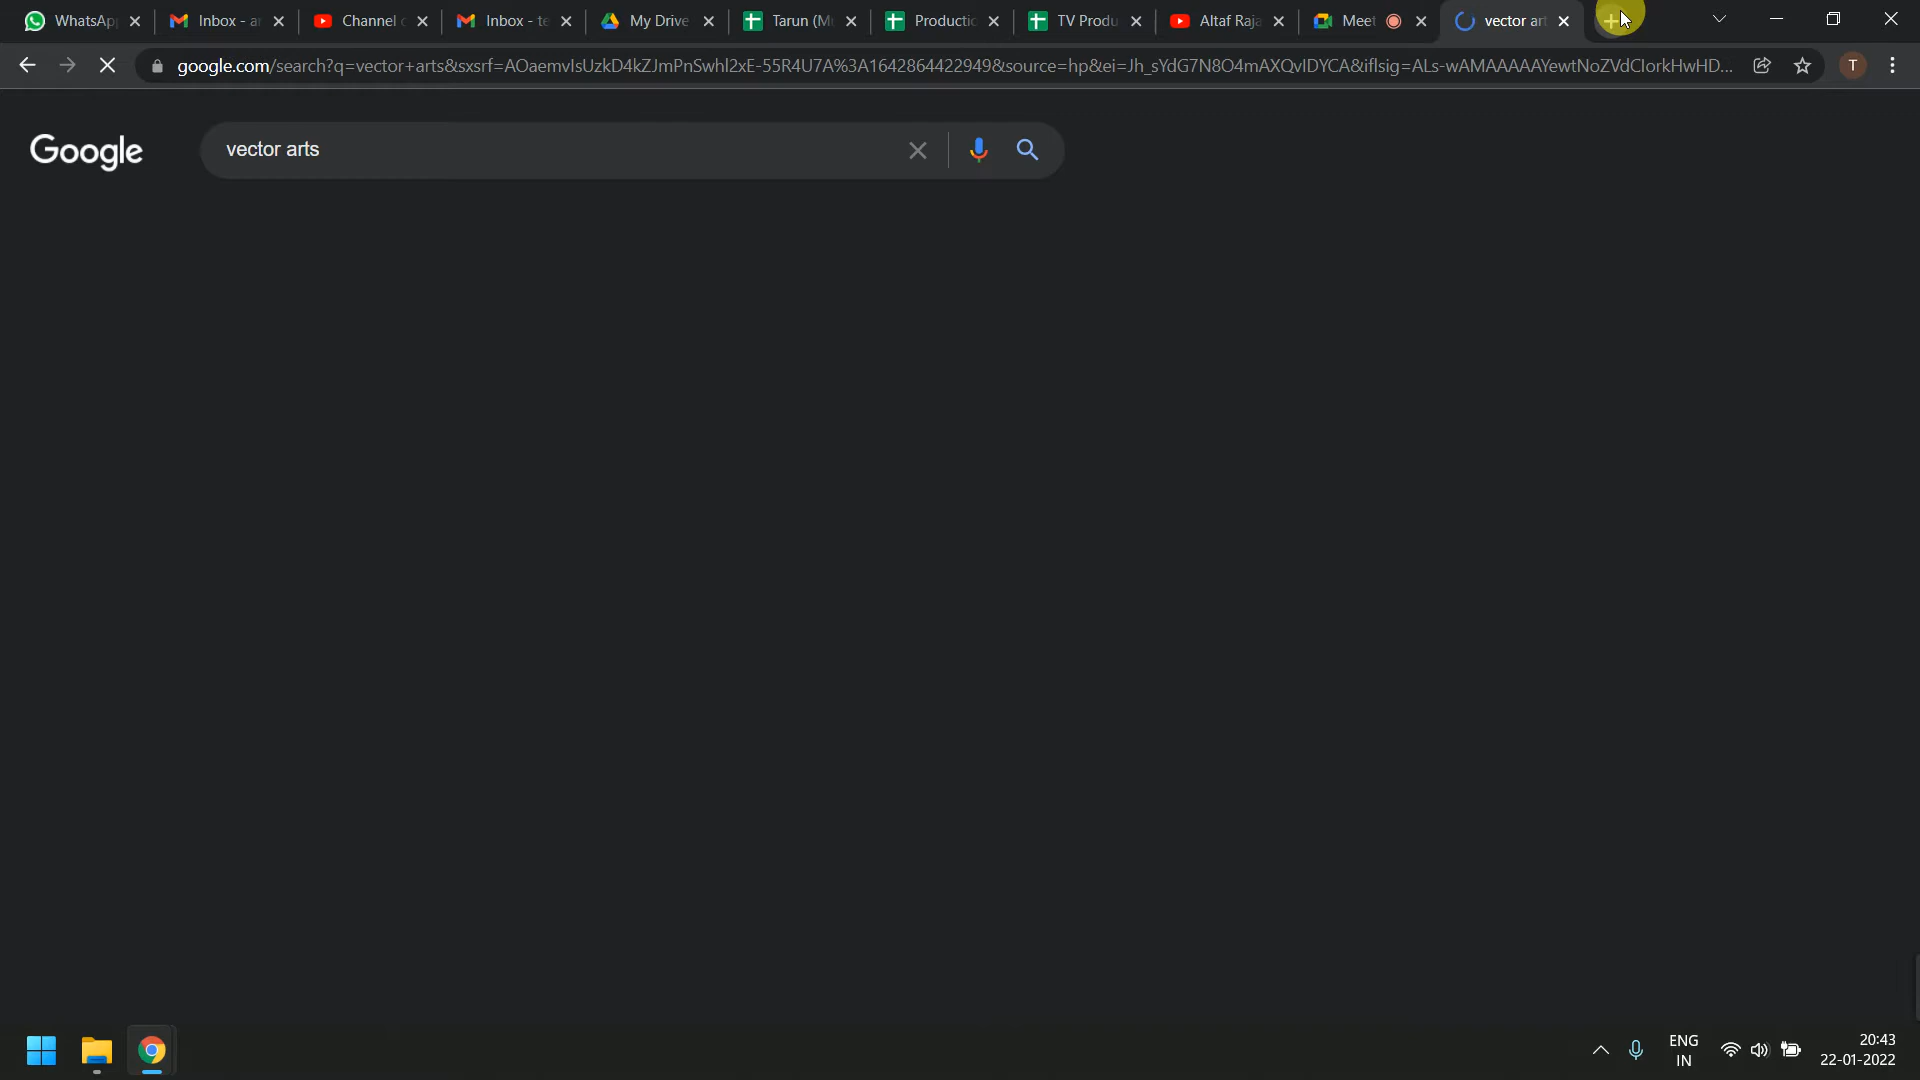 WhatsAp
Inbox - a
Channel c
Inbox - te
My Drive
Tarun (M
Productic
TV Produ
Altaf Raja
Meet
vector art
google.com/search?q=vector+arts&sxsrf=AOaemvIsUzkD4kZJmPnSwhl2xE-55R4U7A%3A1642864422949&source=hp&ei=Jh_sYdG7N8O4mAXQvIDYCA&iflsig=ALs-wAMAAAAAYewtNoZVdClorkHwHD...
T
Google
vector arts
ENG
IN
20:43
22-01-2022